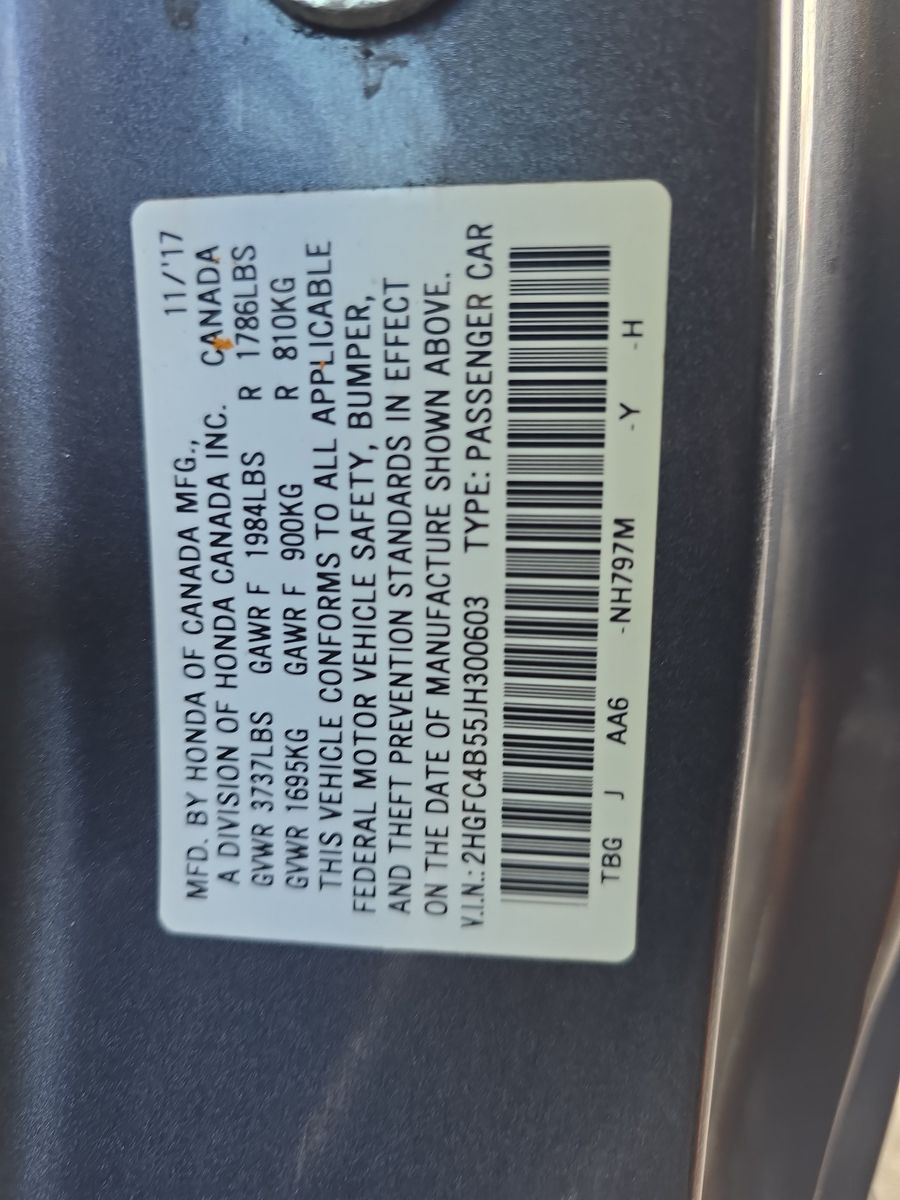 MFD. BY HONDA OF CANADA MFG., 11/'17
A DIVISION OF HONDA CANADA INC. CANADA
GVWR 3737LBS GAWR F 1984LBS R 1786LBS
GVWR 1695KG GAWR F 900KG R 810KG
THIS VEHICLE CONFORMS TO ALL APPLICABLE
FEDERAL MOTOR VEHICLE SAFETY, BUMPER,
AND THEFT PREVENTION STANDARDS IN EFFECT
ON THE DATE OF MANUFACTURE SHOWN ABOVE.
V.I.N.: 2HGFC4B55JH300603 TYPE: PASSENGER CAR
TBG J AA6 -NH797M -Y -H